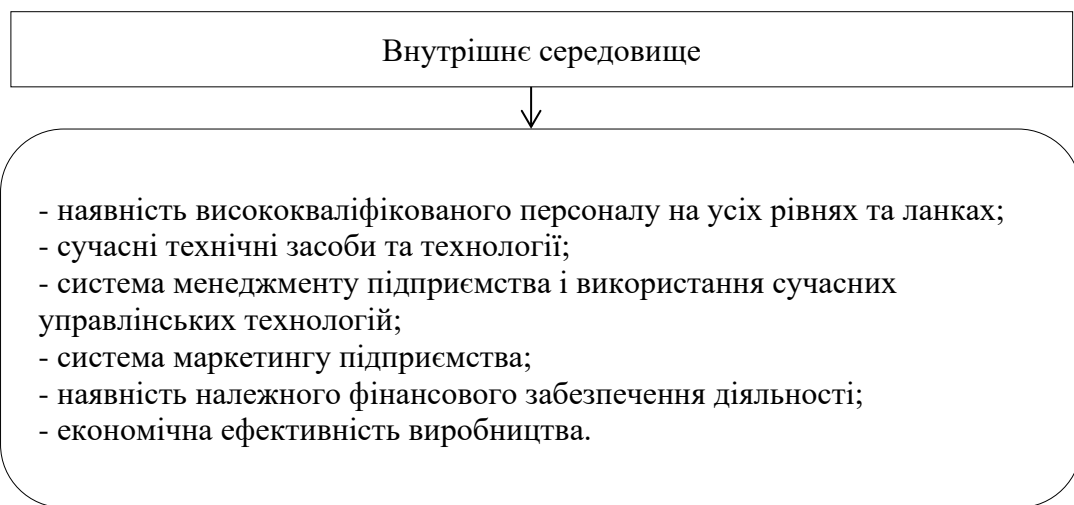 Внутрішнє середовище
- наявність висококваліфікованого персоналу на усіх рівнях та ланках;
- сучасні технічні засоби та технології;
- система менеджменту підприємства і використання сучасних
управлінських технологій;
- система маркетингу підприємства;
- наявність належного фінансового забезпечення діяльності;
- економічна ефективність виробництва.